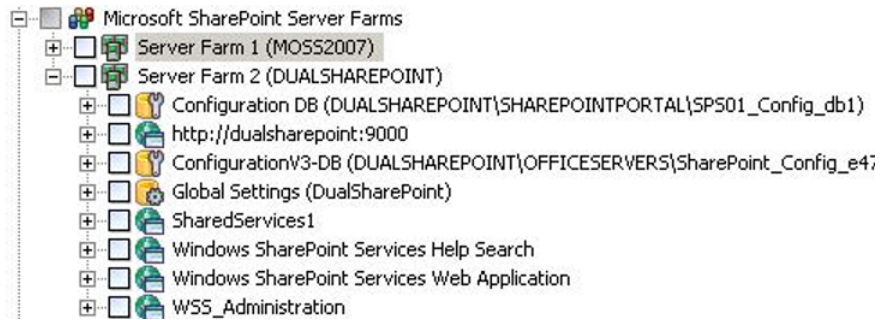 Microsoft SharePoint Server Farms
Server Farm 1 (MOSS2007)
Server Farm 2 (DUALSHAREPOINT)
Configuration DB (DUALSHAREPOINT\SHAREPOINTPORTAL\SPS01_Config_db1)
http://dualsharepoint:9000
ConfigurationV3-DB (DUALSHAREPOINT\OFFICESERVERS\SharePoint_Config_e47
Global Settings (DualSharePoint)
SharedServices1
Windows SharePoint Services Help Search
Windows SharePoint Services Web Application
WSS_Administration